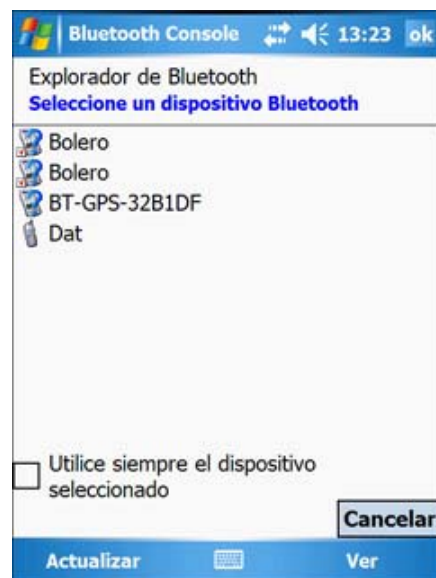 Bluetooth Console 13:23 ok
Explorador de Bluetooth
Seleccione un dispositivo Bluetooth
Bolero
Bolero
BT-GPS-32B1DF
Dat
Utilice siempre el dispositivo
seleccionado
Cancelar
Actualizar Ver